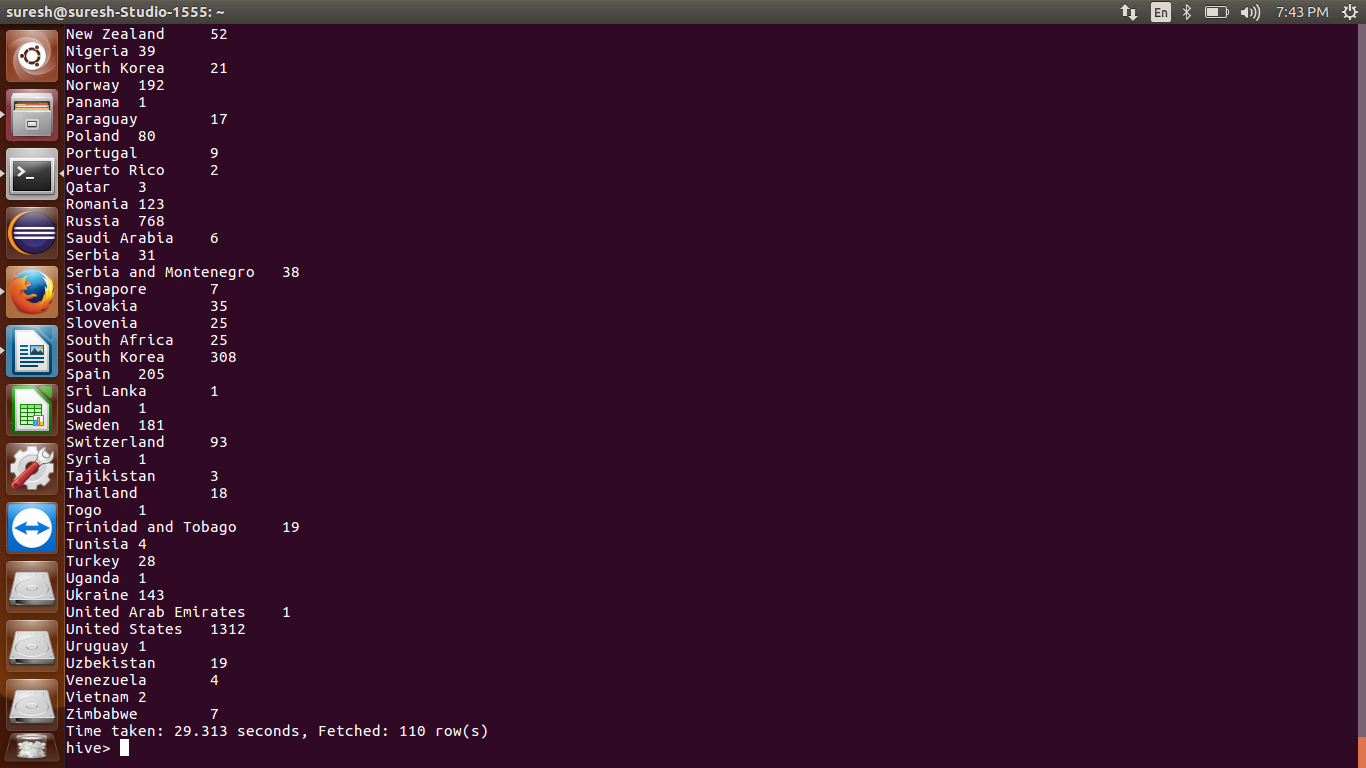 suresh@suresh-Studio-1555: ~ En 7:43 PM
New Zealand 52
Nigeria 39
North Korea 21
Norway 192
Panama 1
Paraguay 17
Poland 80
Portugal 9
Puerto Rico 2
Qatar 3
Romania 123
Russia 768
Saudi Arabia 6
Serbia 31
Serbia and Montenegro 38
Singapore 7
Slovakia 35
Slovenia 25
South Africa 25
South Korea 308
Spain 205
Sri Lanka 1
Sudan 1
Sweden 181
Switzerland 93
Syria 1
Tajikistan 3
Thailand 18
Togo 1
Trinidad and Tobago 19
Tunisia 4
Turkey 28
Uganda 1
Ukraine 143
United Arab Emirates 1
United States 1312
Uruguay 1
Uzbekistan 19
Venezuela 4
Vietnam 2
Zimbabwe 7
Time taken: 29.313 seconds, Fetched: 110 row(s)
hive>